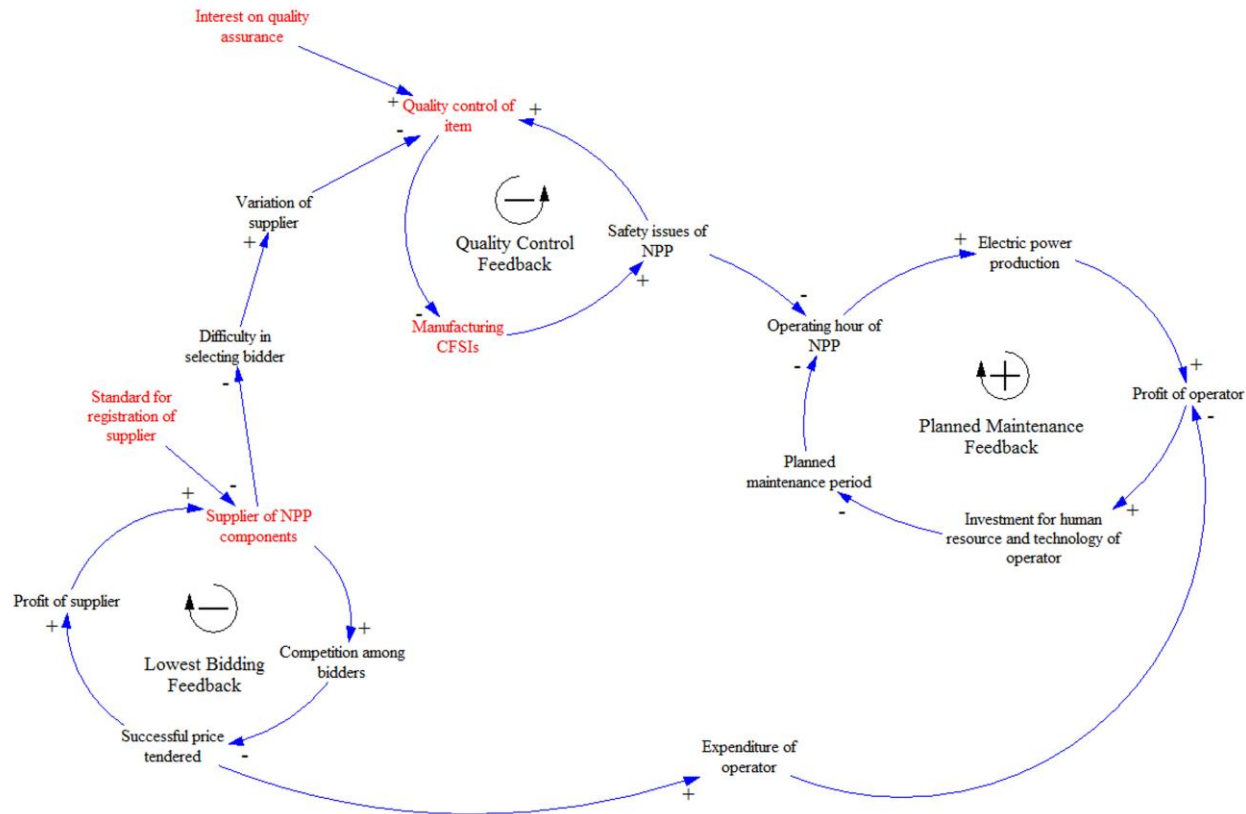 Interest on quality
assurance
+
Quality control of
item
+
-
Variation of
supplier
+
Quality Control
Feedback
Safety issues of
NPP
+
-
Manufacturing
CFSIs
Difficulty in
selecting bidder
-
Standard for
registration of
supplier
-
+
Supplier of NPP
components
Profit of supplier
+
Lowest Bidding
Feedback
+
Competition among
bidders
Successful price
tendered
-
Expenditure of
operator
+
-
Operating hour of
NPP
-
+
Electric power
production
+
Profit of operator
-
Planned Maintenance
Feedback
Planned
maintenance period
-
+
Investment for human
resource and technology of
operator